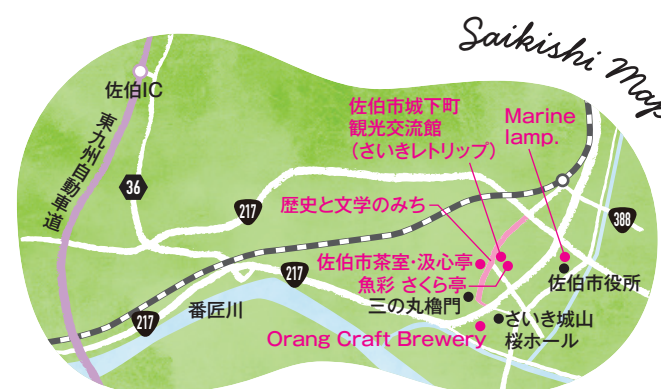 Saikishi Map
佐伯IC
東九州自動車道
36
217
217
217
388
佐伯市城下町
観光交流館
(さいきレトリップ)
Marine
lamp.
歴史と文学のみち
佐伯市茶室・汲心亭
魚彩 さくら亭
三の丸櫓門
佐伯市役所
番匠川
Orang Craft Brewery
さいき城山
桜ホール